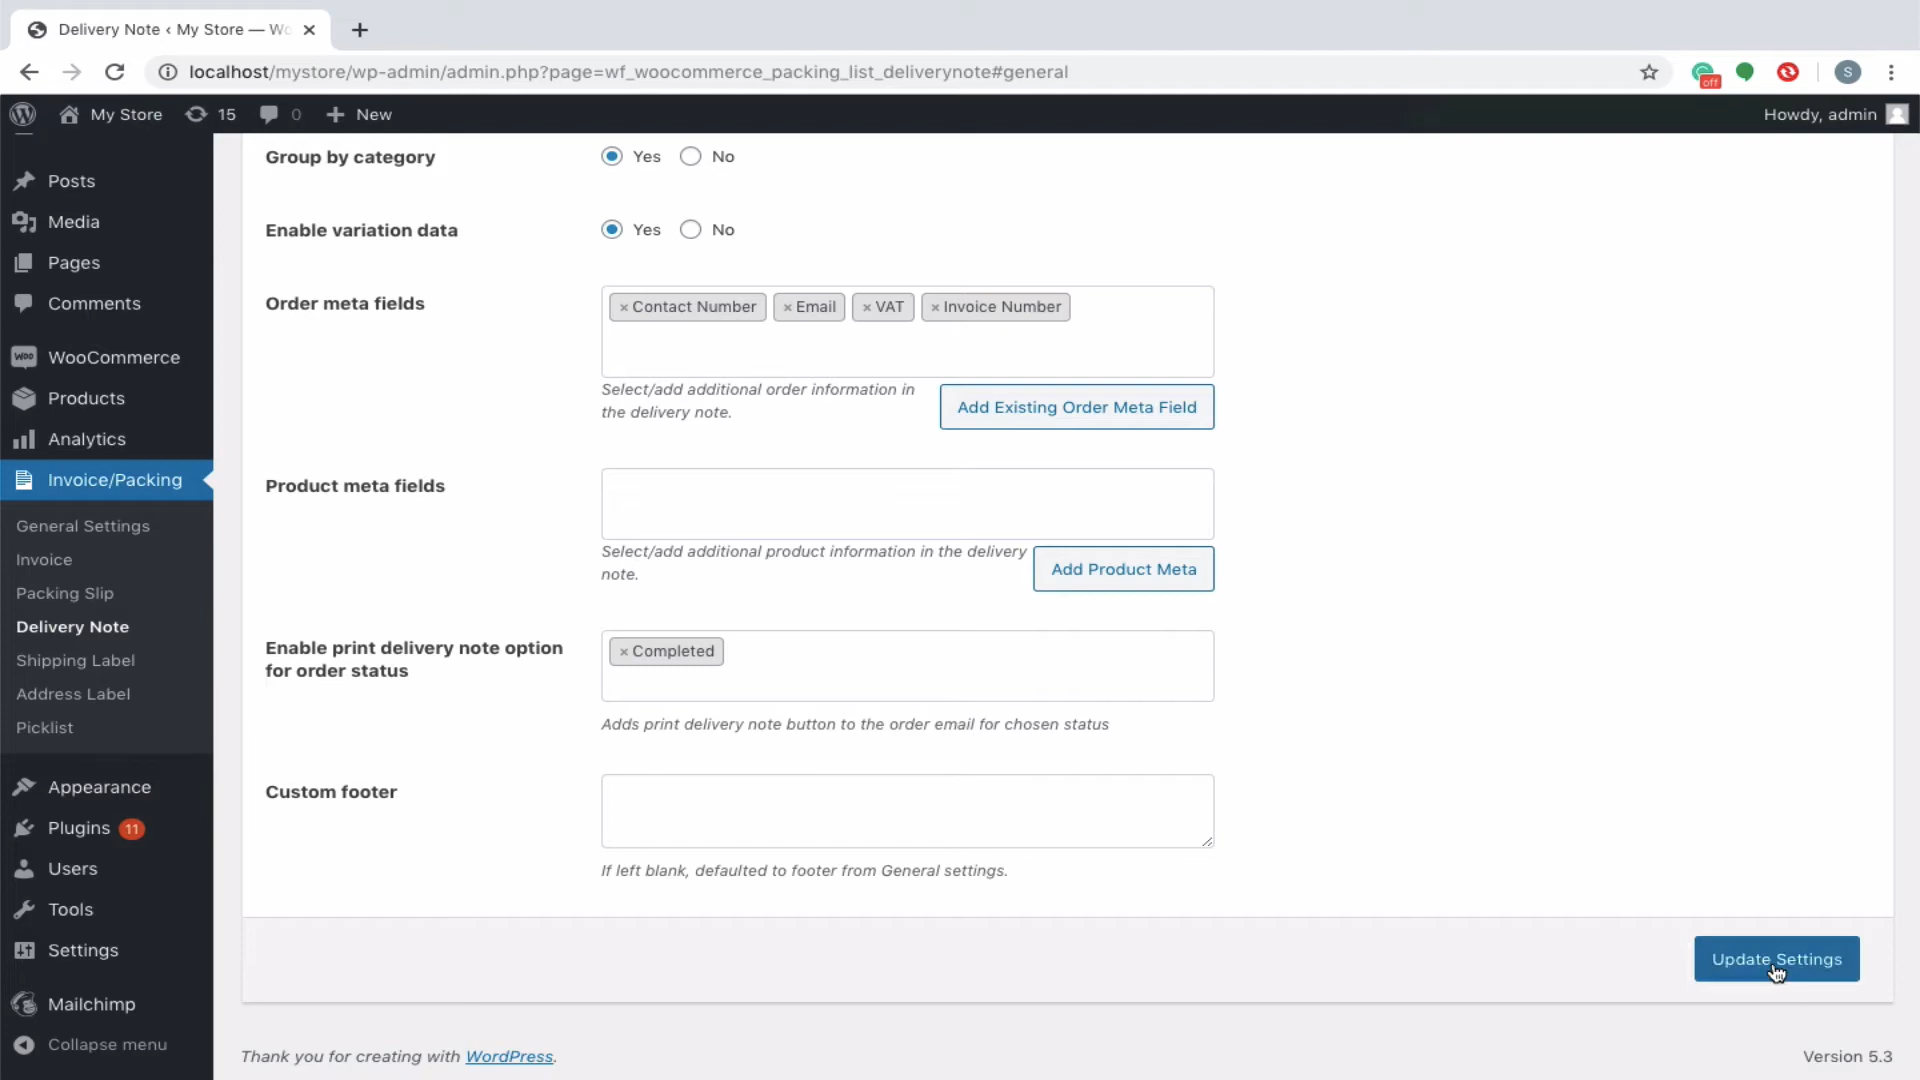 Delivery Note ‹ My Store — Wo
localhost/mystore/wp-admin/admin.php?page=wf_woocommerce_packing_list_deliverynote#general
off
S
My Store
15
0
New
Howdy, admin
Posts
Media
Pages
Comments
WooCommerce
Products
Analytics
Invoice/Packing
General Settings
Invoice
Packing Slip
Delivery Note
Shipping Label
Address Label
Picklist
Appearance
Plugins 11
Users
Tools
Settings
Mailchimp
Collapse menu
Group by category
Yes No
Enable variation data
Yes No
Order meta fields
× Contact Number × Email × VAT × Invoice Number
Select/add additional order information in
the delivery note.
Add Existing Order Meta Field
Product meta fields
Select/add additional product information in the delivery
note.
Add Product Meta
Enable print delivery note option
for order status
× Completed
Adds print delivery note button to the order email for chosen status
Custom footer
If left blank, defaulted to footer from General settings.
Update Settings
Thank you for creating with WordPress.
Version 5.3